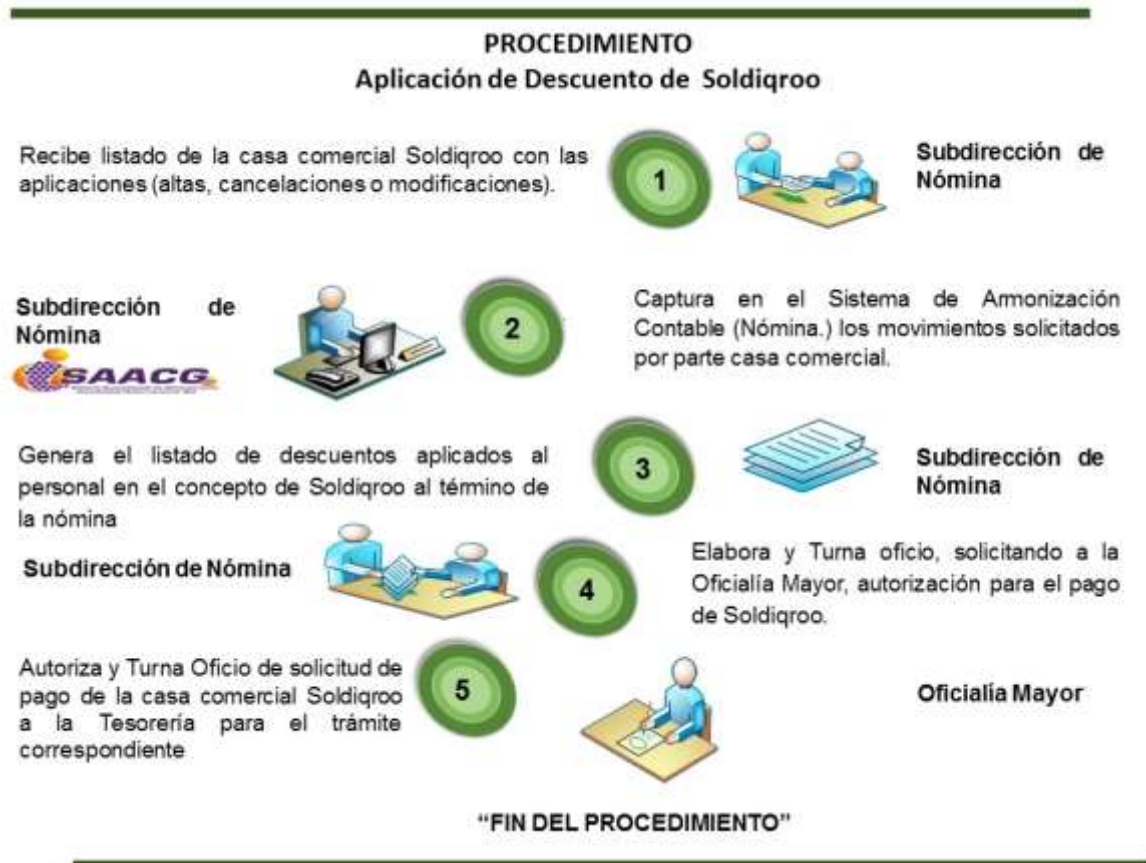 PROCEDIMIENTO
Aplicación de Descuento de Soldiqroo
Recibe listado de la casa comercial Soldiqroo con las
aplicaciones (altas, cancelaciones o modificaciones).
1
Subdirección de
Nómina
Subdirección de
Nómina
SAACG
2
Captura en el Sistema de Armonización
Contable (Nómina.) los movimientos solicitados
por parte casa comercial.
Genera el listado de descuentos aplicados al
personal en el concepto de Soldiqroo al término de
la nómina
3
Subdirección de
Nómina
Subdirección de Nómina
4
Elabora y Turna oficio, solicitando a la
Oficialía Mayor, autorización para el pago
de Soldiqroo.
Autoriza y Turna Oficio de solicitud de
pago de la casa comercial Soldiqroo
a la Tesorería para el trámite
correspondiente
5
Oficialía Mayor
“FIN DEL PROCEDIMIENTO”